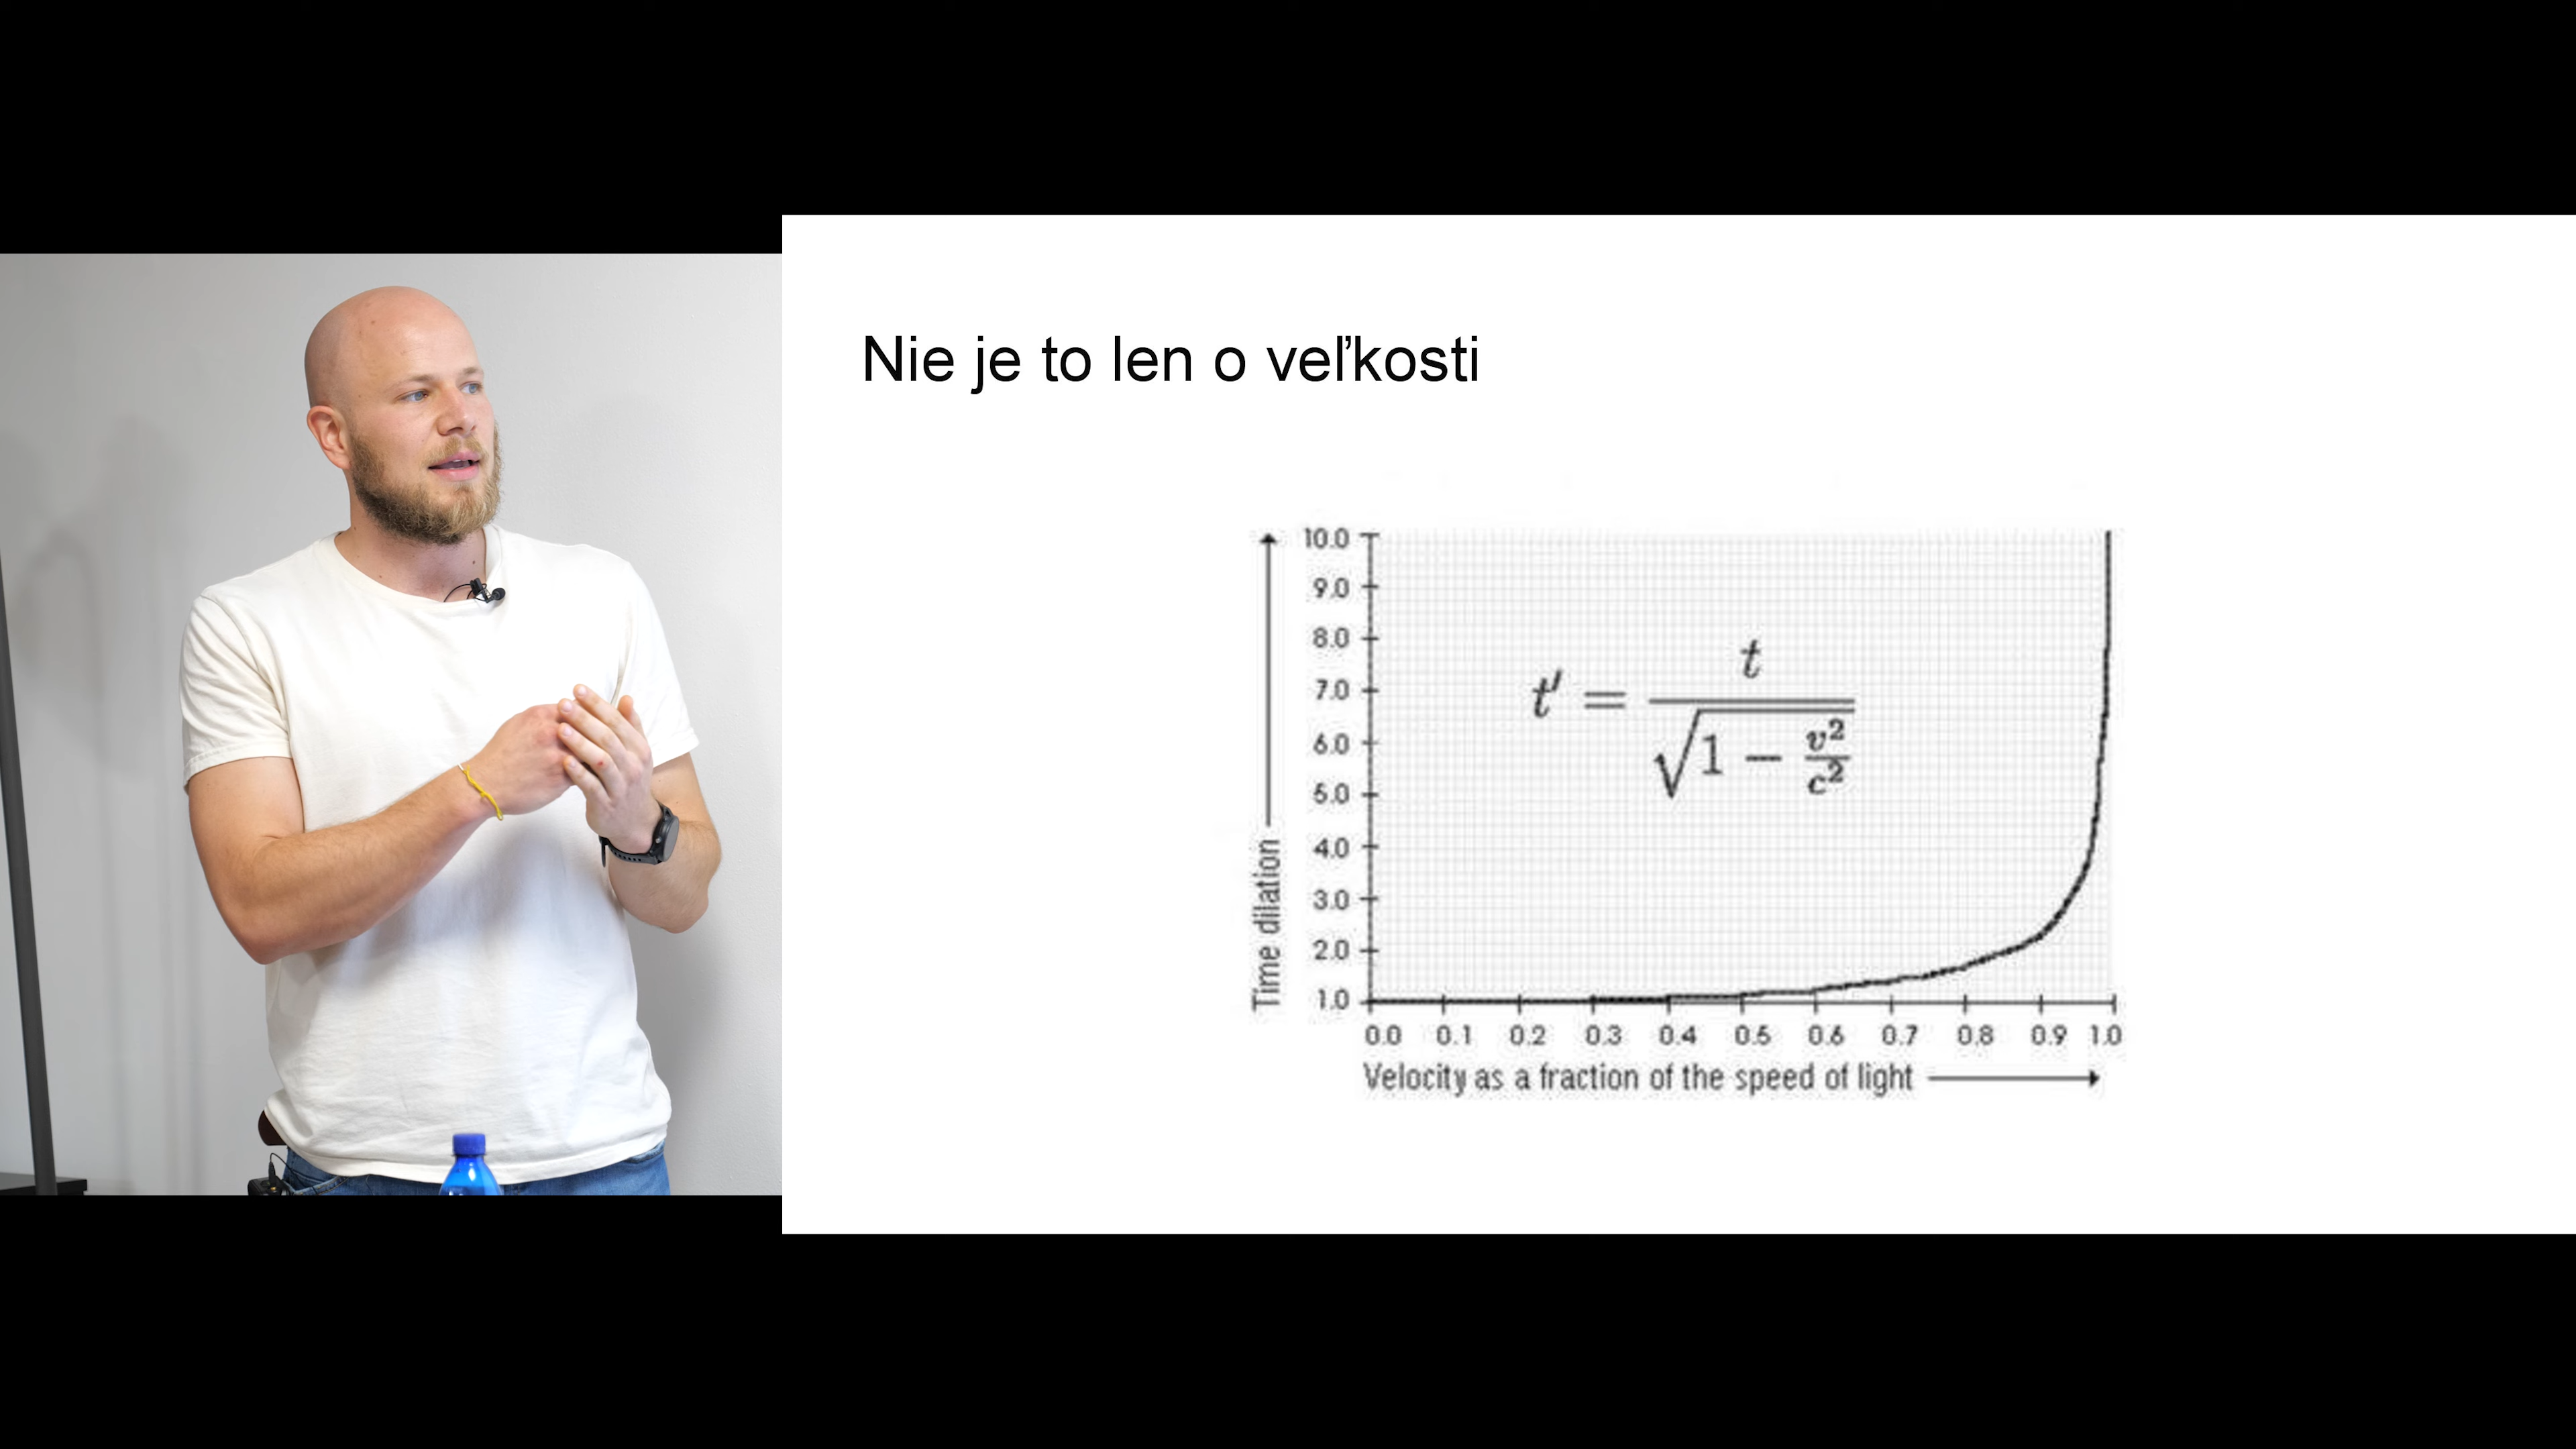 Nie je to len o veľkosti
10.0
9.0
8.0
7.0
6.0
5.0
4.0
3.0
2.0
1.0
Time dilation
t′ = t / √(1 − v²/c²)
0.0 0.1 0.2 0.3 0.4 0.5 0.6 0.7 0.8 0.9 1.0
Velocity as a fraction of the speed of light